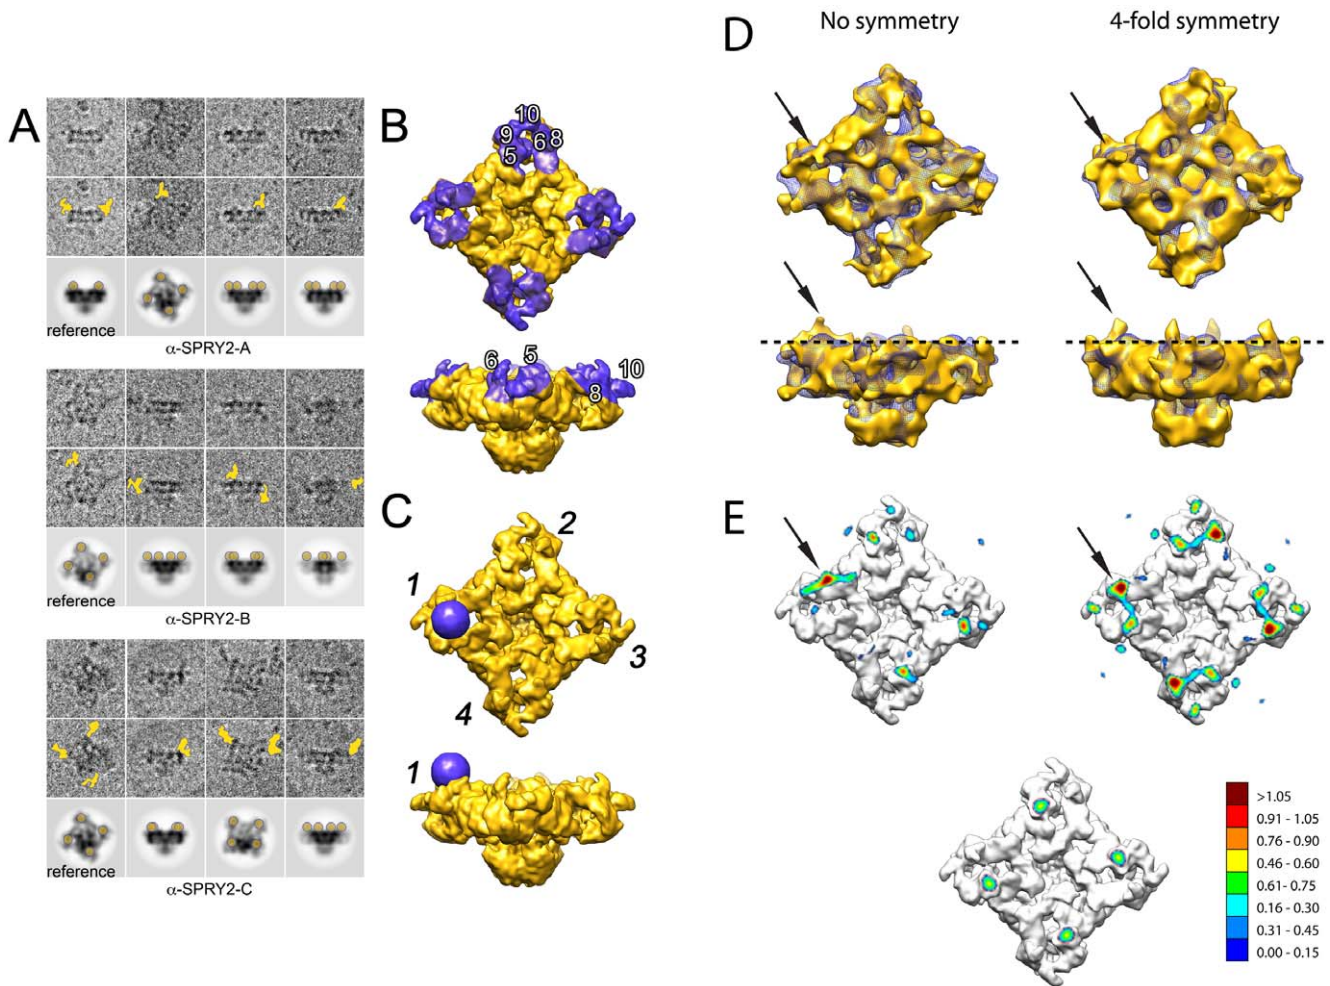 A
reference
α-SPRY2-A
reference
α-SPRY2-B
reference
α-SPRY2-C
B
10
9
6
8
5
6
5
10
8
C
2
1
3
4
1
D
No symmetry
4-fold symmetry
E
>1.05
0.91 - 1.05
0.76 - 0.90
0.46 - 0.60
0.61- 0.75
0.16 - 0.30
0.31 - 0.45
0.00 - 0.15